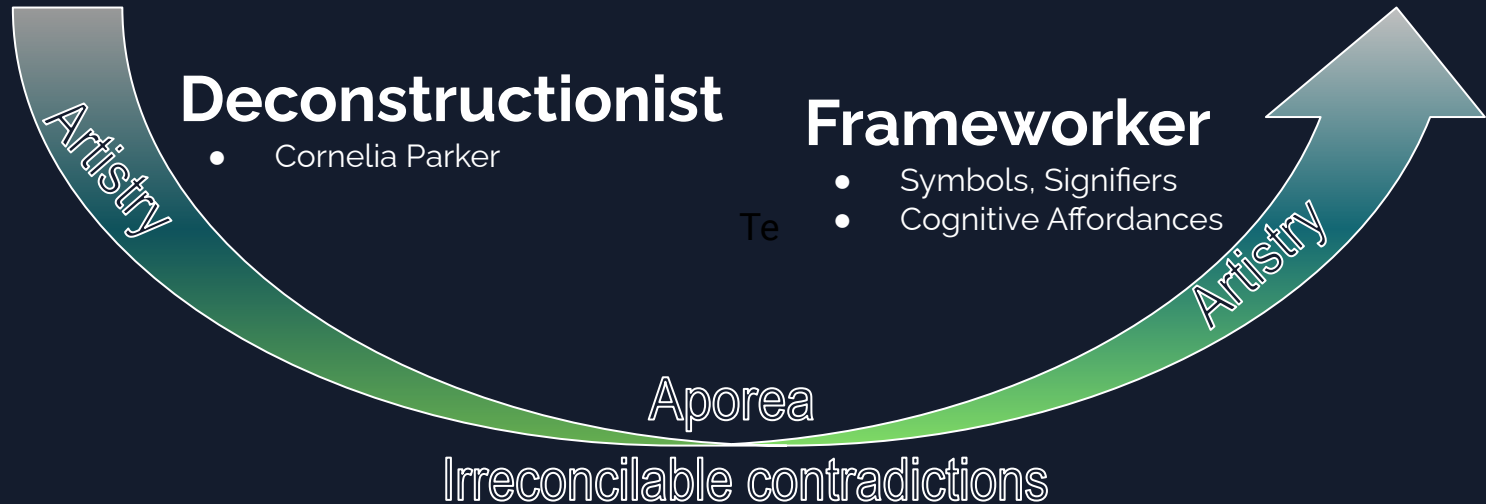 Deconstructionist
● Cornelia Parker
Frameworker
● Symbols, Signifiers
● Cognitive Affordances
Te
Artistry
Artistry
Aporea
Irreconcilable contradictions